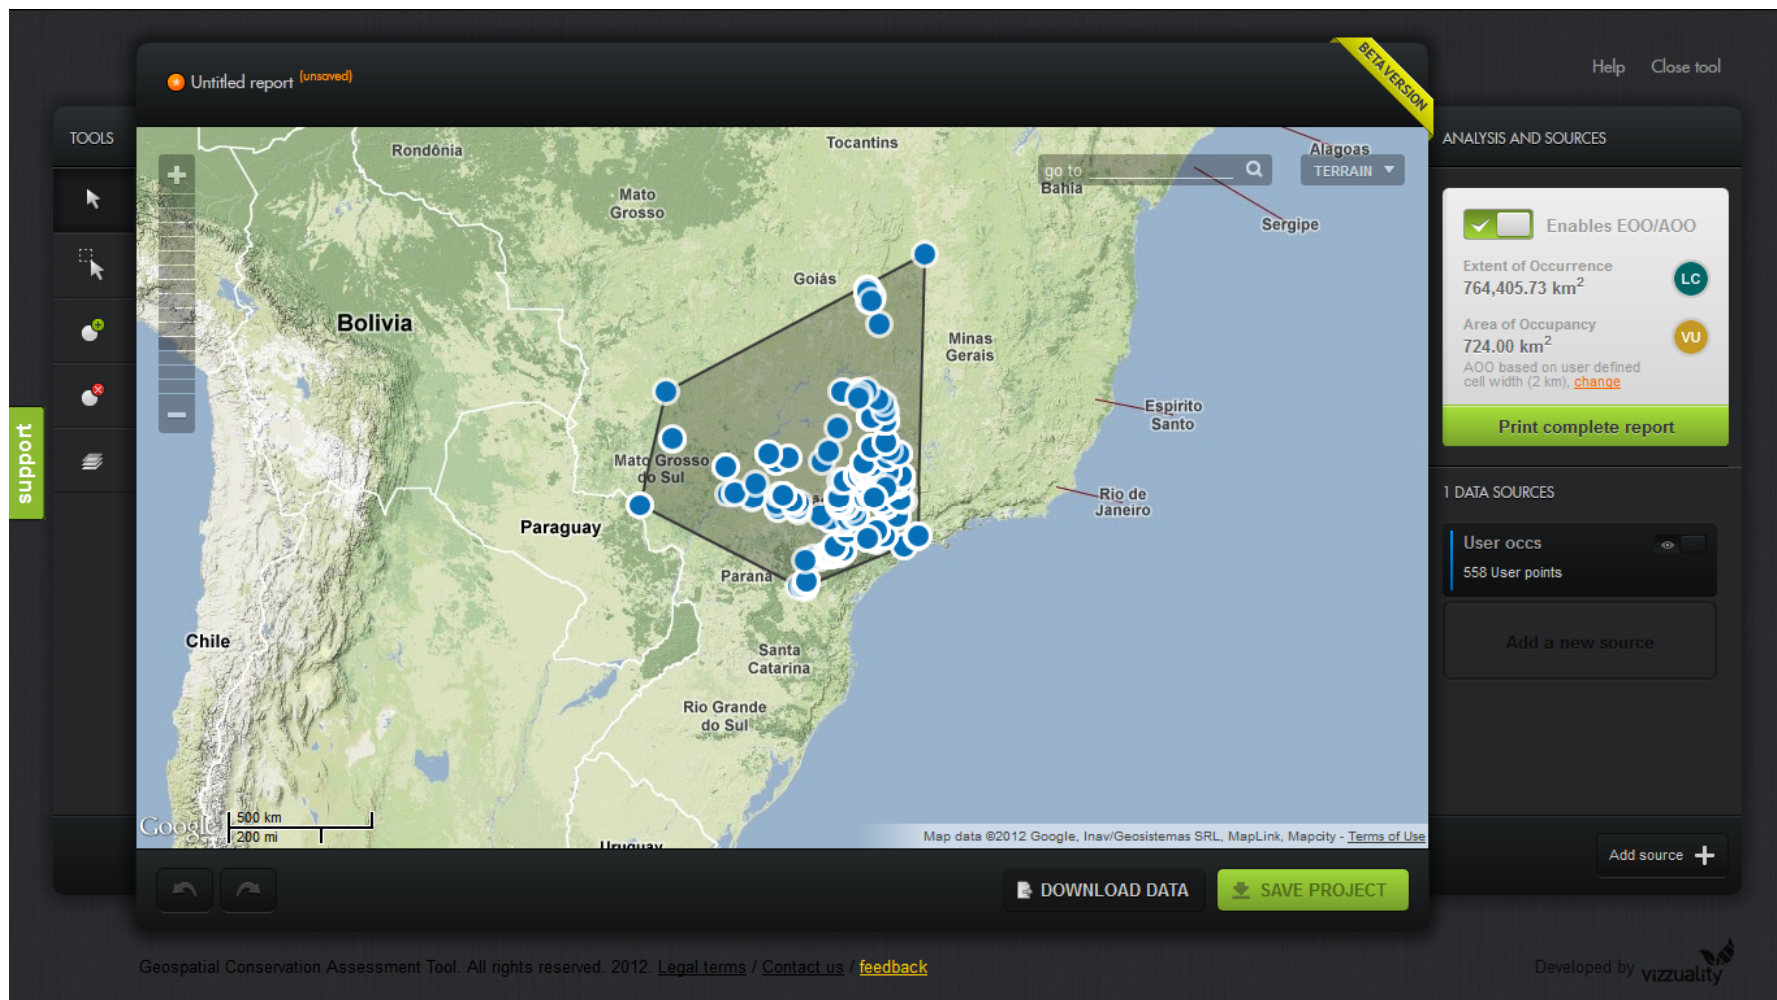 Untitled report (unsaved)
BETA VERSION
Help
Close tool
TOOLS
ANALYSIS AND SOURCES
Rondônia
Tocantins
Alagoas
go to
TERRAIN
Bahia
Mato
Grosso
Sergipe
Enables EOO/AOO
Extent of Occurrence
764,405.73 km²
LC
Area of Occupancy
724.00 km²
VU
AOO based on user defined
cell width (2 km), change
Print complete report
Goiás
Bolivia
Minas
Gerais
Espírito
Santo
support
Mato Grosso
do Sul
Rio de
Janeiro
Paraguay
Parana
1 DATA SOURCES
User occs
558 User points
Add a new source
Chile
Santa
Catarina
Rio Grande
do Sul
Uruguay
Google
500 km
200 mi
Map data ©2012 Google, Inav/Geosistemas SRL, MapLink, Mapcity - Terms of Use
Add source
DOWNLOAD DATA
SAVE PROJECT
Geospatial Conservation Assessment Tool. All rights reserved. 2012. Legal terms / Contact us / feedback
Developed by vizzuality